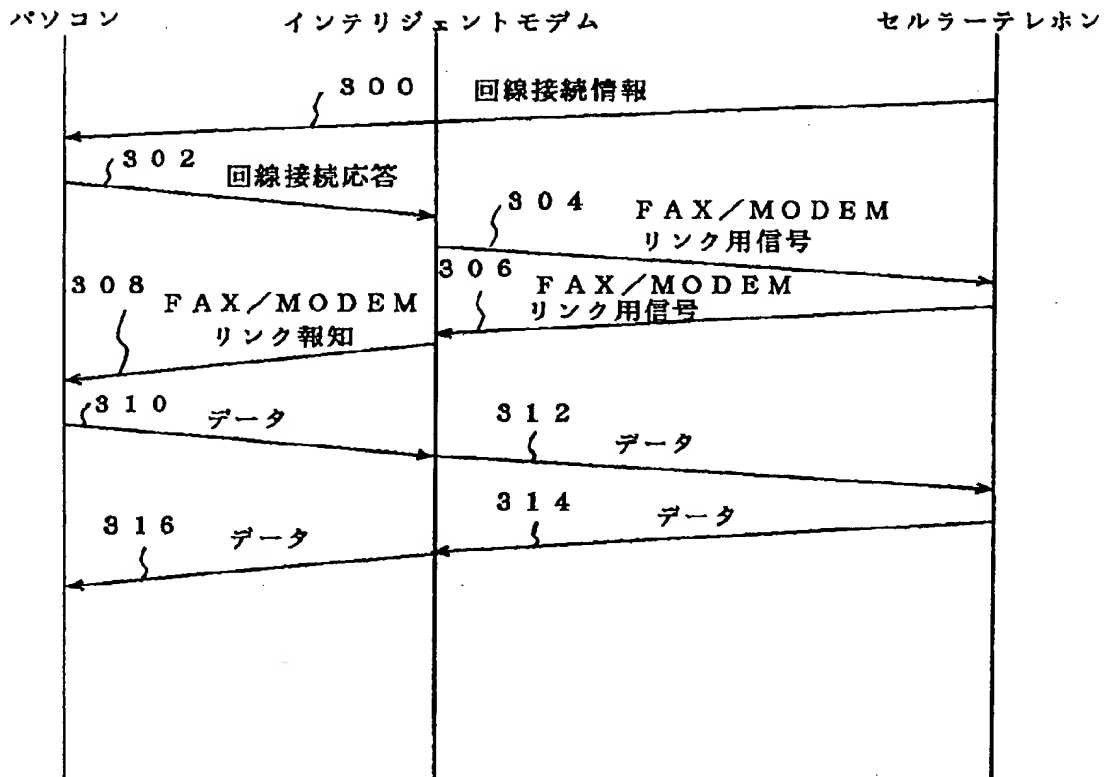 パソコン
インテリジェントモデム
セルラーテレホン
300 回線接続情報
302 回線接続応答
304 FAX/MODEM
リンク用信号
306 FAX/MODEM
リンク用信号
308 FAX/MODEM
リンク報知
310 データ
312 データ
314 データ
316 データ